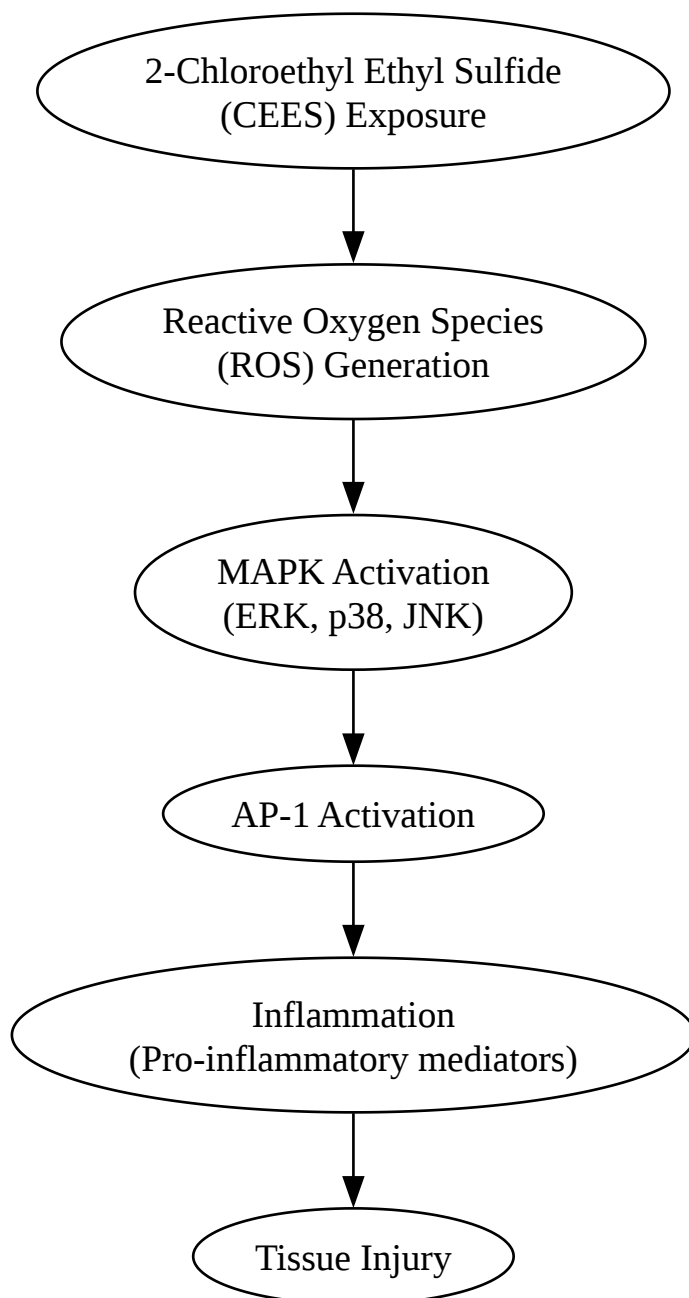 2-Chloroethyl Ethyl Sulfide
(CEES) Exposure
Reactive Oxygen Species
(ROS) Generation
MAPK Activation
(ERK, p38, JNK)
AP-1 Activation
Inflammation
(Pro-inflammatory mediators)
Tissue Injury